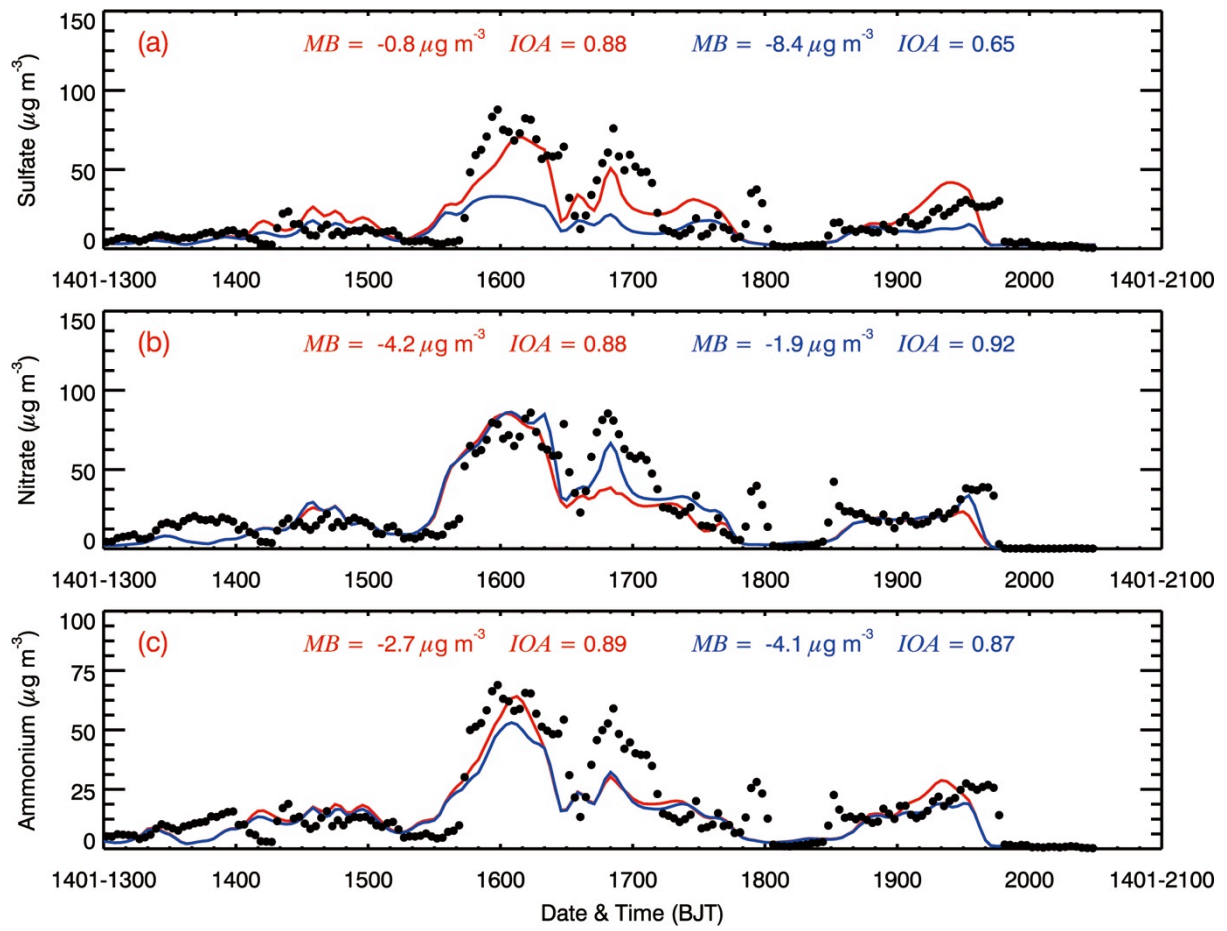 150
(a)
MB = -0.8 μg m-3 IOA = 0.88 MB = -8.4 μg m-3 IOA = 0.65
100
Sulfate (μg m-3)
50
0
1401-1300 1400 1500 1600 1700 1800 1900 2000 1401-2100
150
(b)
MB = -4.2 μg m-3 IOA = 0.88 MB = -1.9 μg m-3 IOA = 0.92
100
Nitrate (μg m-3)
50
0
1401-1300 1400 1500 1600 1700 1800 1900 2000 1401-2100
100
(c)
MB = -2.7 μg m-3 IOA = 0.89 MB = -4.1 μg m-3 IOA = 0.87
75
Ammonium (μg m-3)
50
25
0
1401-1300 1400 1500 1600 1700 1800 1900 2000 1401-2100
Date & Time (BJT)